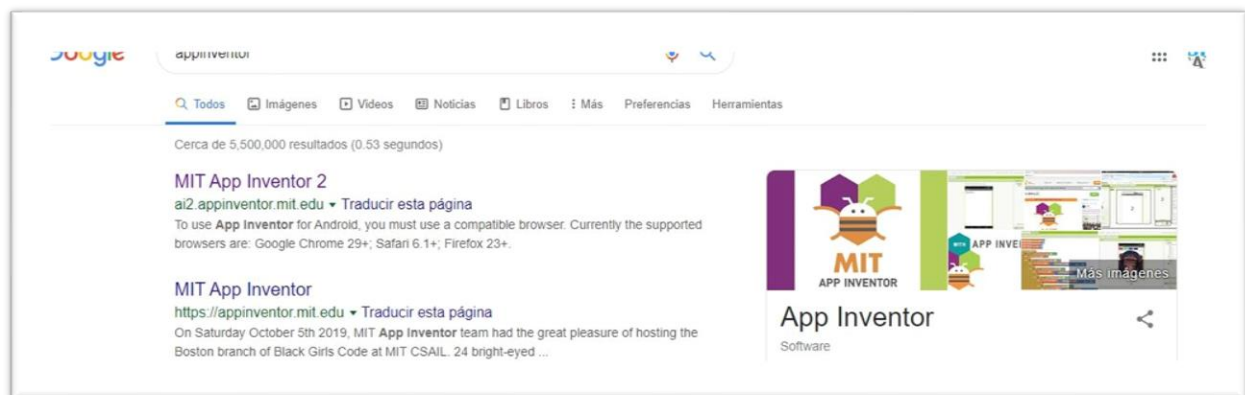 Google
appinventor
Todos Imágenes Videos Noticias Libros Más Preferencias Herramientas
Cerca de 5,500,000 resultados (0.53 segundos)
MIT App Inventor 2
ai2.appinventor.mit.edu Traducir esta página
To use App Inventor for Android, you must use a compatible browser. Currently the supported
browsers are: Google Chrome 29+; Safari 6.1+; Firefox 23+.
MIT App Inventor
https://appinventor.mit.edu Traducir esta página
On Saturday October 5th 2019, MIT App Inventor team had the great pleasure of hosting the
Boston branch of Black Girls Code at MIT CSAIL. 24 bright-eyed ...
MIT
APP INVENTOR
MIT APP INVE
Más imágenes
App Inventor
Software